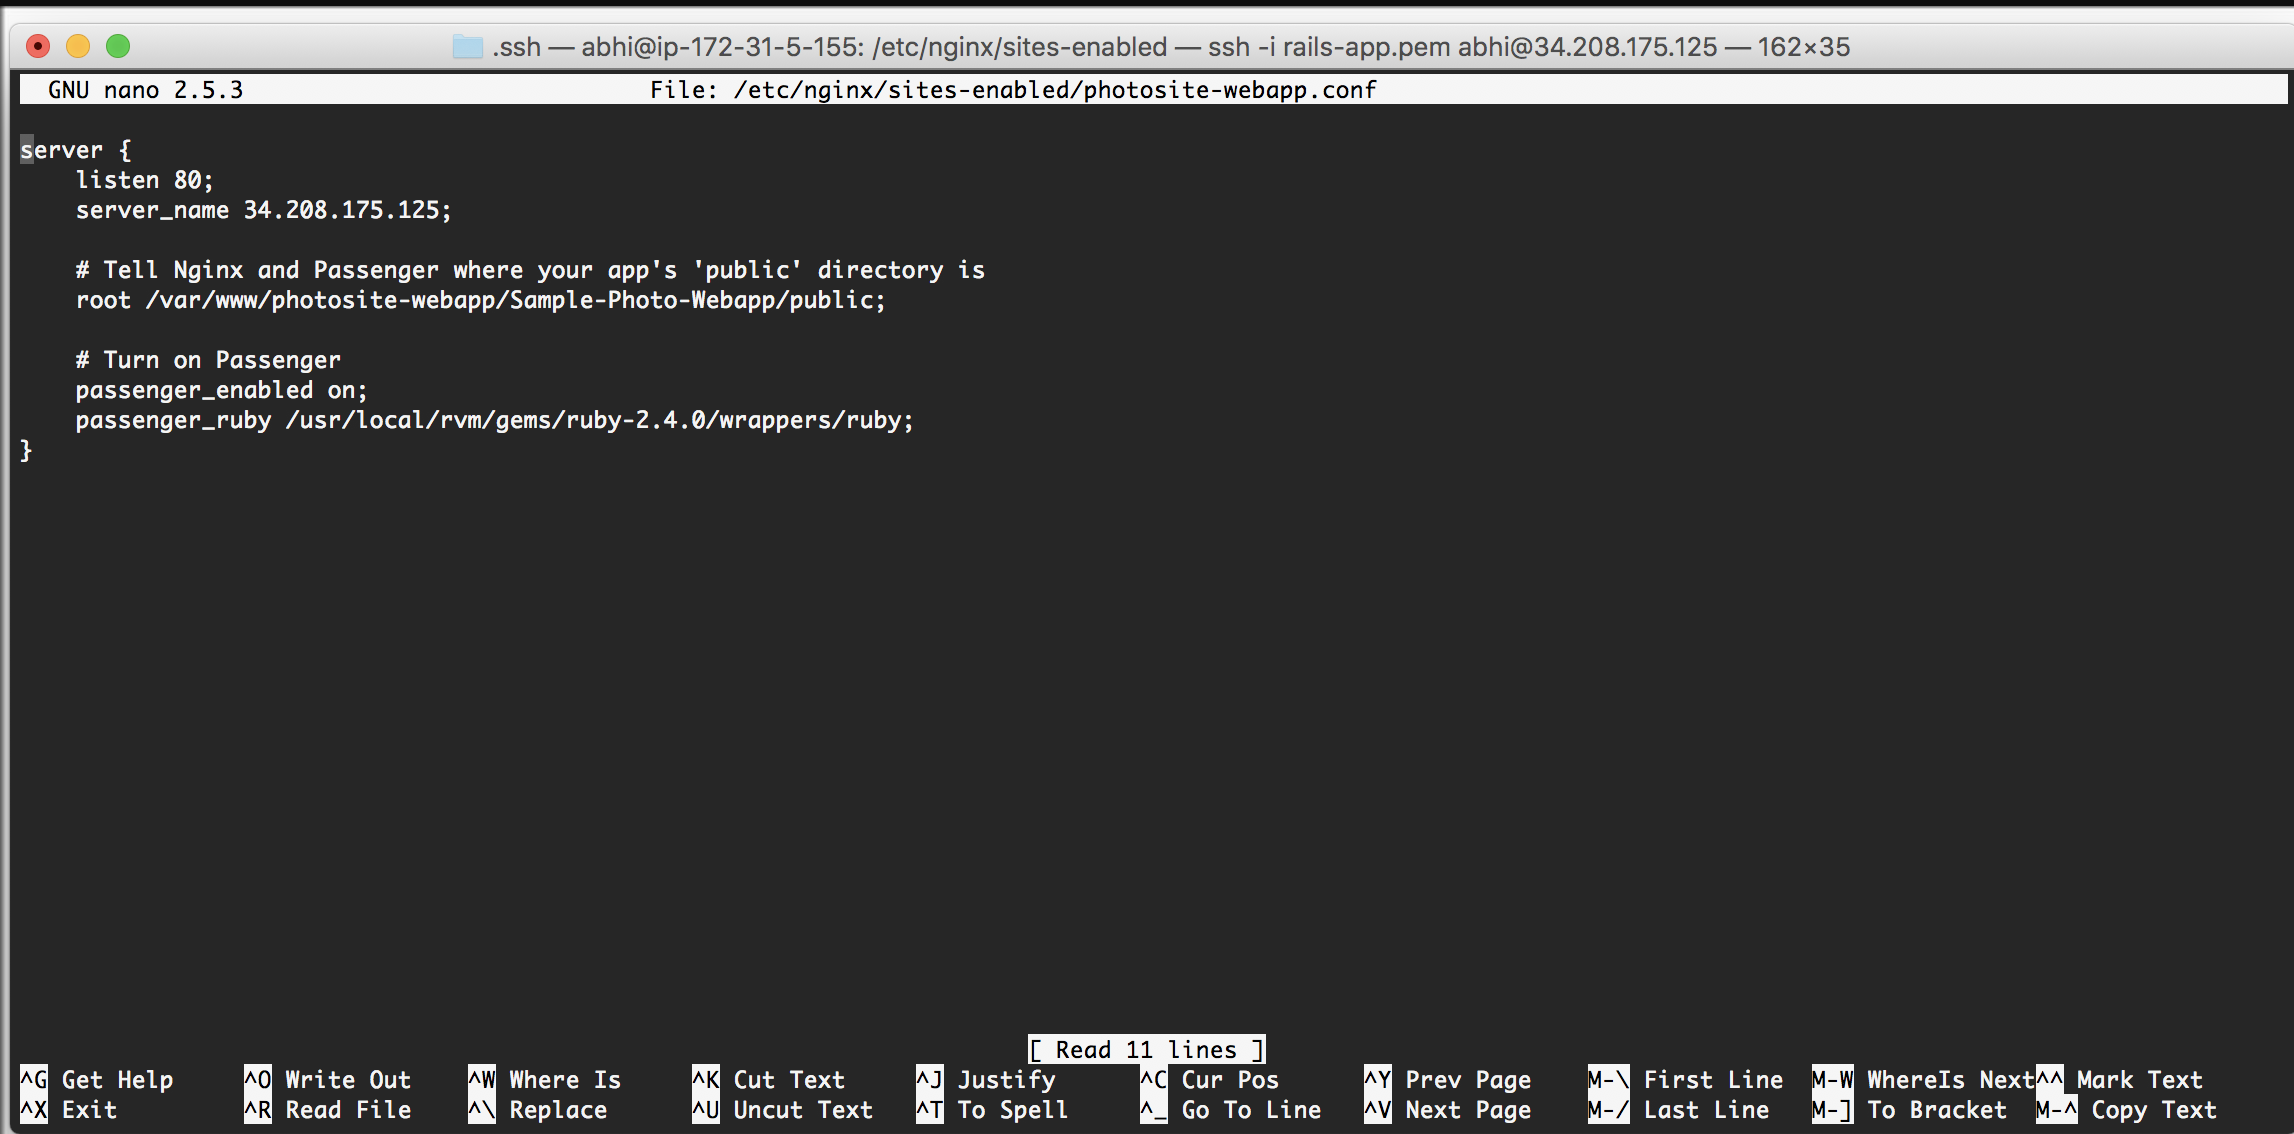 .ssh — abhi@ip-172-31-5-155: /etc/nginx/sites-enabled — ssh -i rails-app.pem abhi@34.208.175.125 — 162×35
GNU nano 2.5.3 File: /etc/nginx/sites-enabled/photosite-webapp.conf
server {
    listen 80;
    server_name 34.208.175.125;
    # Tell Nginx and Passenger where your app's 'public' directory is
    root /var/www/photosite-webapp/Sample-Photo-Webapp/public;
    # Turn on Passenger
    passenger_enabled on;
    passenger_ruby /usr/local/rvm/gems/ruby-2.4.0/wrappers/ruby;
}
[ Read 11 lines ]
^G Get Help ^O Write Out ^W Where Is ^K Cut Text ^J Justify ^C Cur Pos ^Y Prev Page M-\ First Line M-W WhereIs Next ^^ Mark Text
^X Exit ^R Read File ^\ Replace ^U Uncut Text ^T To Spell ^_ Go To Line ^V Next Page M-/ Last Line M-] To Bracket M-^ Copy Text